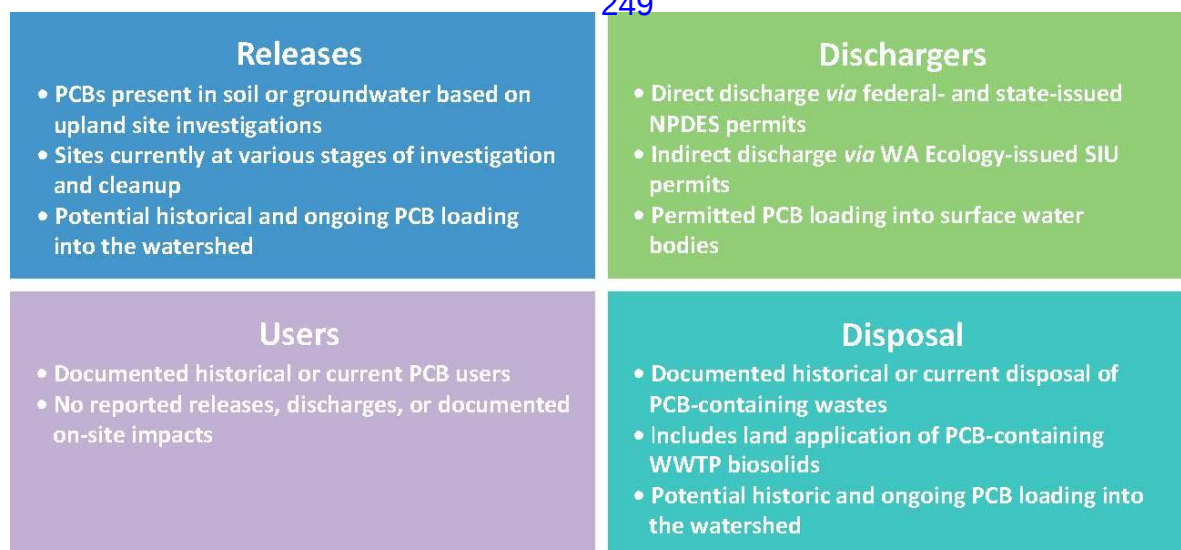 249
Releases
• PCBs present in soil or groundwater based on
upland site investigations
• Sites currently at various stages of investigation
and cleanup
• Potential historical and ongoing PCB loading
into the watershed
Dischargers
• Direct discharge via federal- and state-issued
NPDES permits
• Indirect discharge via WA Ecology-issued SIU
permits
• Permitted PCB loading into surface water
bodies
Users
• Documented historical or current PCB users
• No reported releases, discharges, or documented
on-site impacts
Disposal
• Documented historical or current disposal of
PCB-containing wastes
• Includes land application of PCB-containing
WWTP biosolids
• Potential historic and ongoing PCB loading into
the watershed